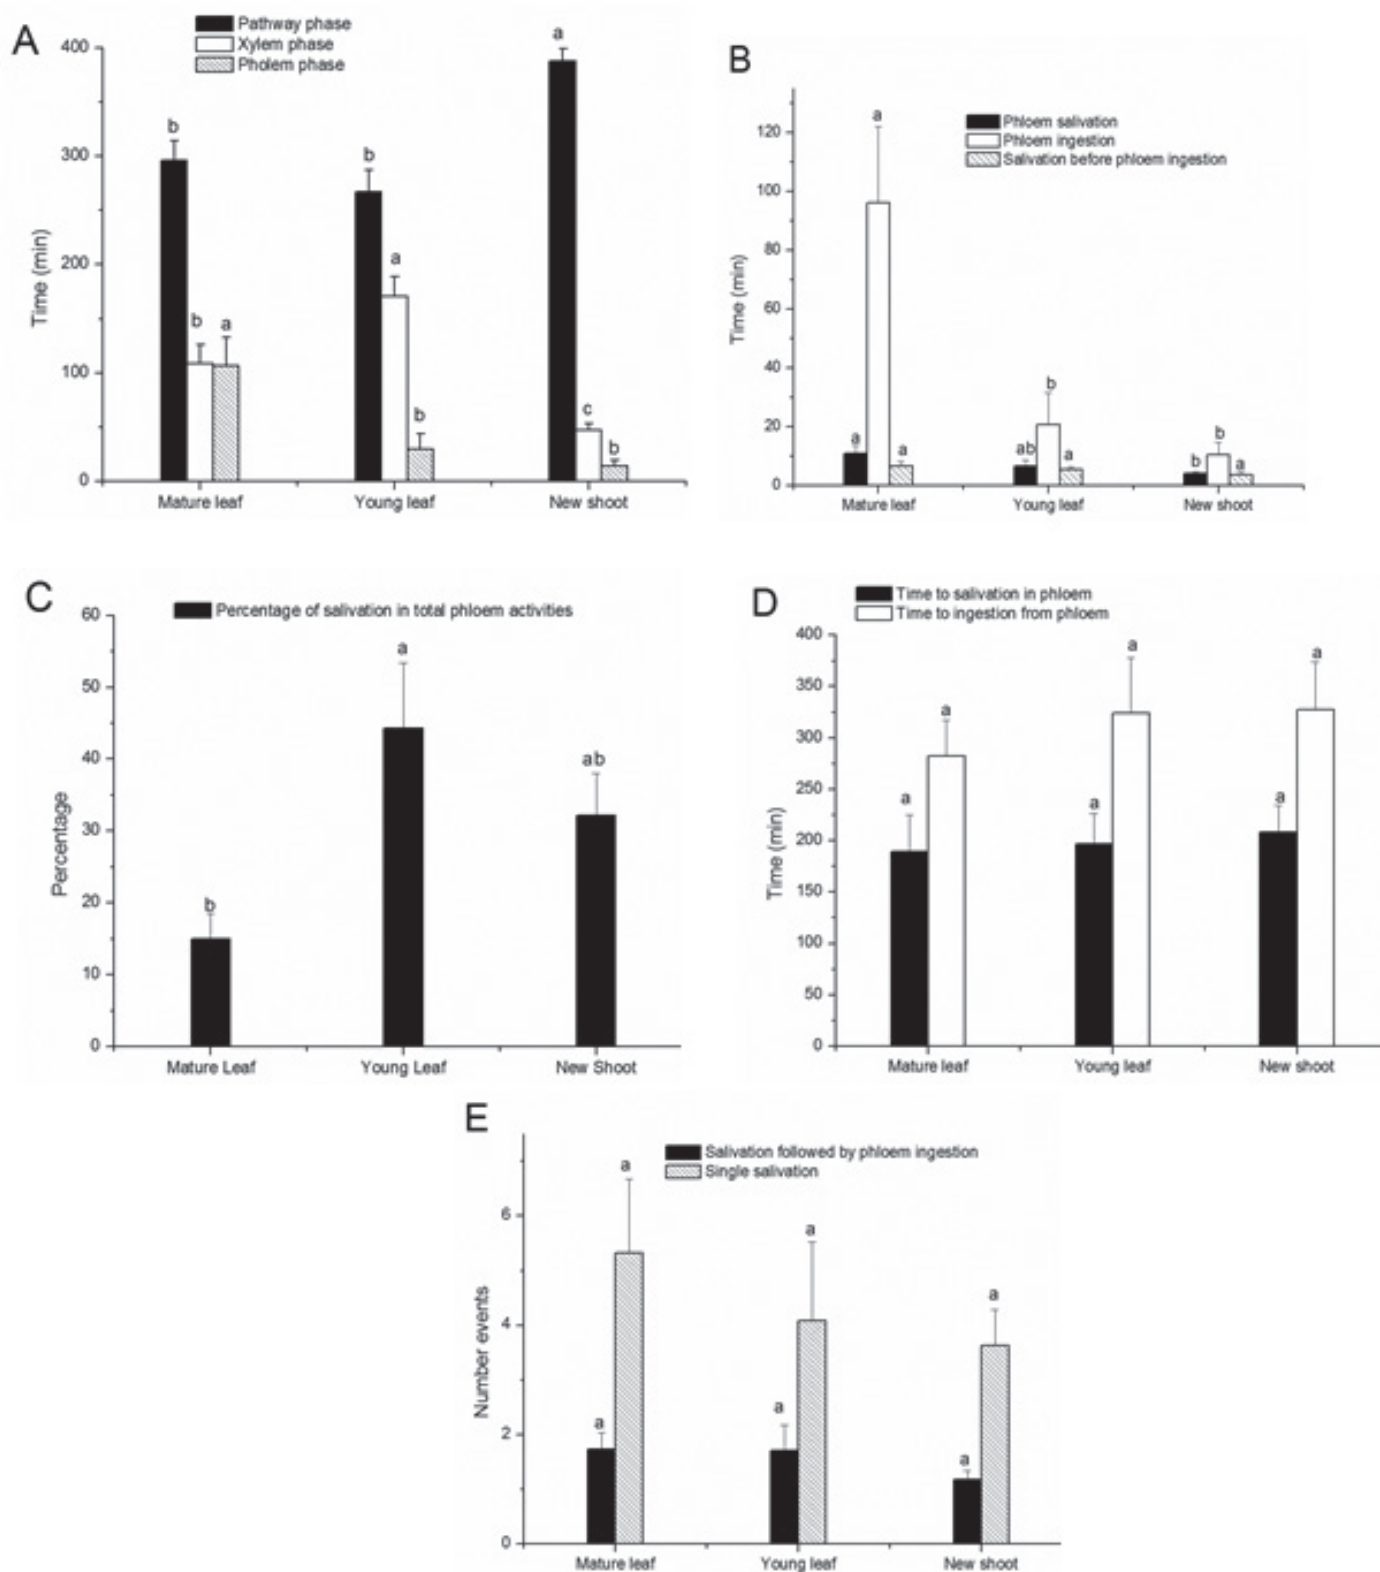 A
Pathway phase
Xylem phase
Pholem phase
400
300
200
100
0
Time (min)
b
b
a
b
a
b
a
c
b
Mature leaf
Young leaf
New shoot
B
Phloem salivation
Phloem ingestion
Salivation before phloem ingestion
120
100
80
60
40
20
0
Time (min)
a
a
a
ab
b
a
b
b
a
Mature leaf
Young leaf
New shoot
C
Percentage of salivation in total phloem activities
60
50
40
30
20
10
0
Percentage
b
a
ab
Mature Leaf
Young Leaf
New Shoot
D
Time to salivation in phloem
Time to ingestion from phloem
400
350
300
250
200
150
100
50
0
Time (min)
a
a
a
a
a
a
Mature leaf
Young leaf
New shoot
E
Salivation followed by phloem ingestion
Single salivation
6
4
2
0
Number events
a
a
a
a
a
a
Mature leaf
Young leaf
New shoot